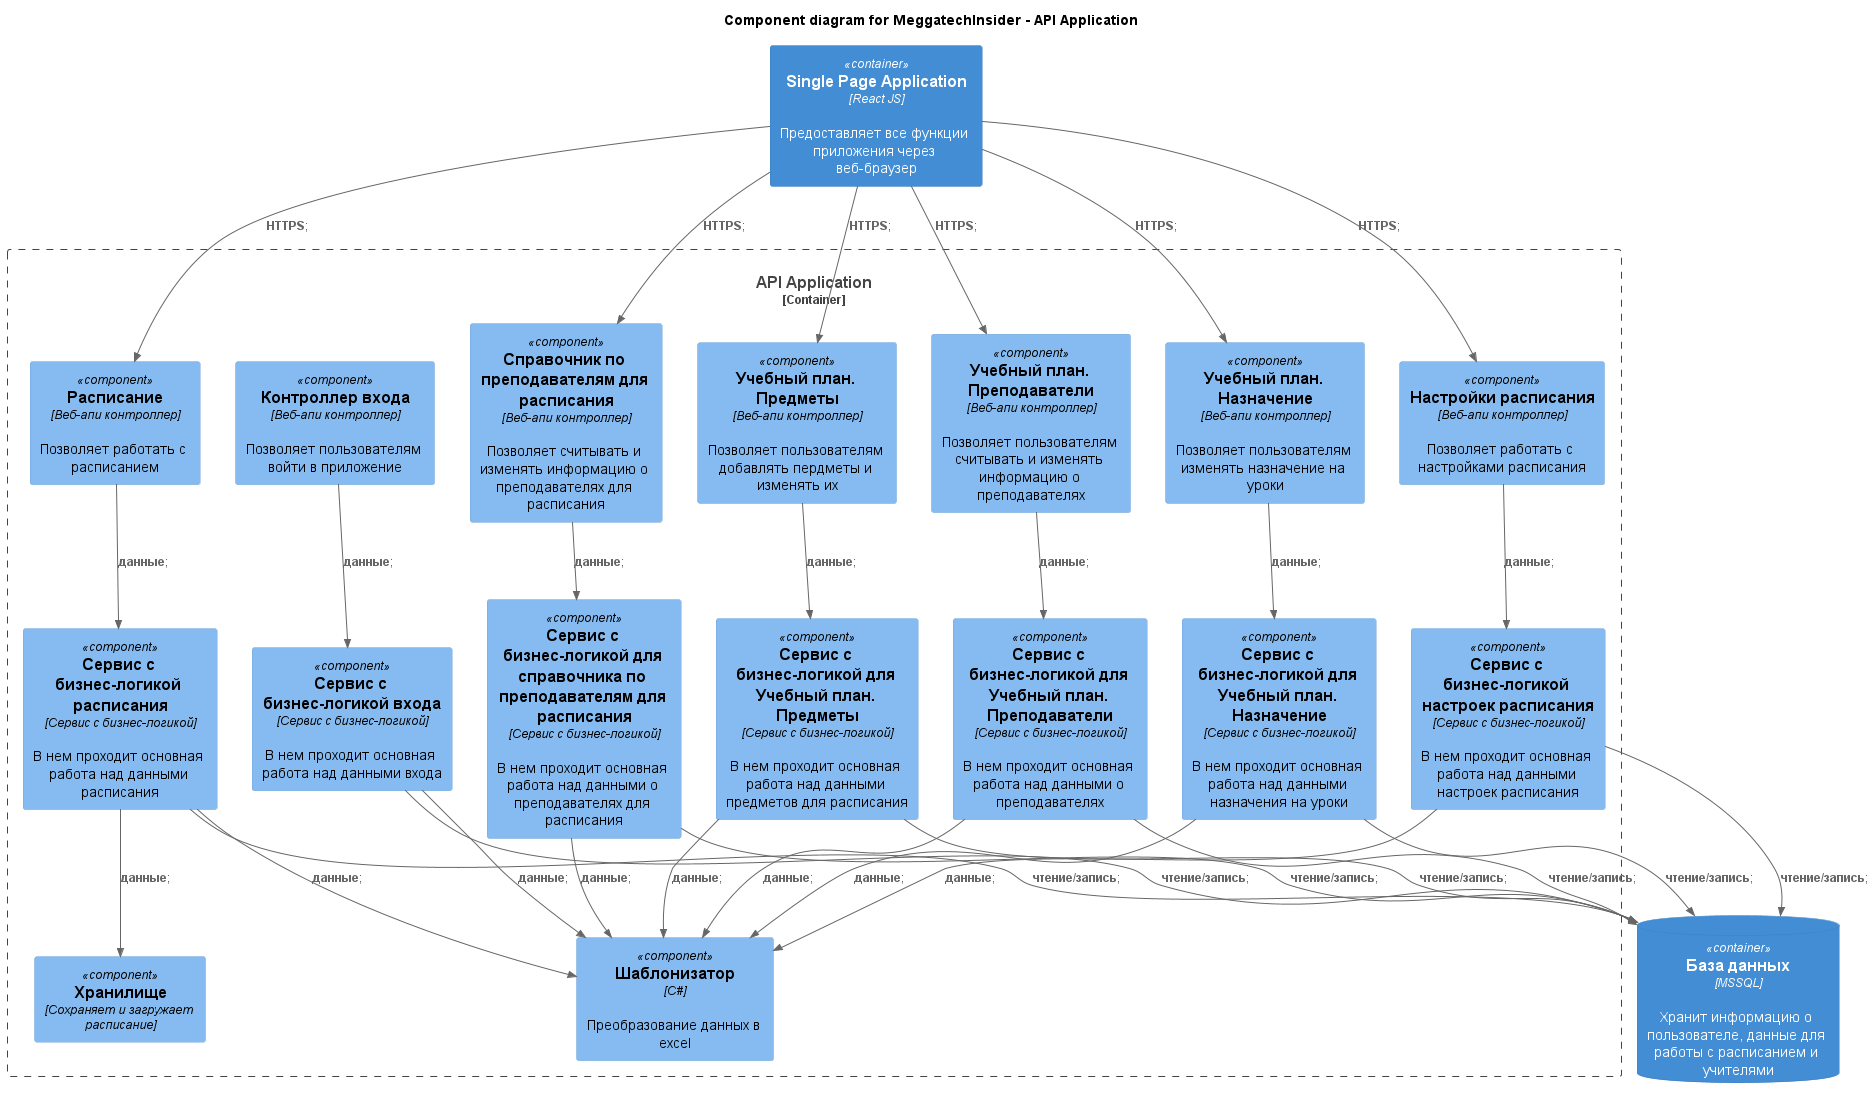 Component diagram for MeggatechInsider - API Application
«container»
Single Page Application
[React JS]
Предоставляет все функции
приложения через
веб-браузер
HTTPS;
HTTPS;
HTTPS;
HTTPS;
HTTPS;
HTTPS;
API Application
[Container]
«component»
Расписание
[Веб-апи контроллер]
Позволяет работать с
расписанием
«component»
Контроллер входа
[Веб-апи контроллер]
Позволяет пользователям
войти в приложение
«component»
Справочник по
преподавателям для
расписания
[Веб-апи контроллер]
Позволяет считывать и
изменять информацию о
преподавателях для
расписания
«component»
Учебный план.
Предметы
[Веб-апи контроллер]
Позволяет пользователям
добавлять пердметы и
изменять их
«component»
Учебный план.
Преподаватели
[Веб-апи контроллер]
Позволяет пользователям
считывать и изменять
информацию о
преподавателях
«component»
Учебный план.
Назначение
[Веб-апи контроллер]
Позволяет пользователям
изменять назначение на
уроки
«component»
Настройки расписания
[Веб-апи контроллер]
Позволяет работать с
настройками расписания
данные;
данные;
данные;
данные;
данные;
данные;
данные;
«component»
Сервис с
бизнес-логикой
расписания
[Сервис с бизнес-логикой]
В нем проходит основная
работа над данными
расписания
«component»
Сервис с
бизнес-логикой входа
[Сервис с бизнес-логикой]
В нем проходит основная
работа над данными входа
«component»
Сервис с
бизнес-логикой для
справочника по
преподавателям для
расписания
[Сервис с бизнес-логикой]
В нем проходит основная
работа над данными о
преподавателях для
расписания
«component»
Сервис с
бизнес-логикой для
Учебный план.
Предметы
[Сервис с бизнес-логикой]
В нем проходит основная
работа над данными
предметов для расписания
«component»
Сервис с
бизнес-логикой для
Учебный план.
Преподаватели
[Сервис с бизнес-логикой]
В нем проходит основная
работа над данными о
преподавателях
«component»
Сервис с
бизнес-логикой для
Учебный план.
Назначение
[Сервис с бизнес-логикой]
В нем проходит основная
работа над данными
назначения на уроки
«component»
Сервис с
бизнес-логикой
настроек расписания
[Сервис с бизнес-логикой]
В нем проходит основная
работа над данными
настроек расписания
данные;
данные;
данные;
данные;
данные;
данные;
данные;
данные;
чтение/запись;
чтение/запись;
чтение/запись;
чтение/запись;
чтение/запись;
чтение/запись;
чтение/запись;
«component»
Хранилище
[Сохраняет и загружает
расписание]
«component»
Шаблонизатор
[C#]
Преобразование данных в
excel
«container»
База данных
[MSSQL]
Хранит информацию о
пользователе, данные для
работы с расписанием и
учителями